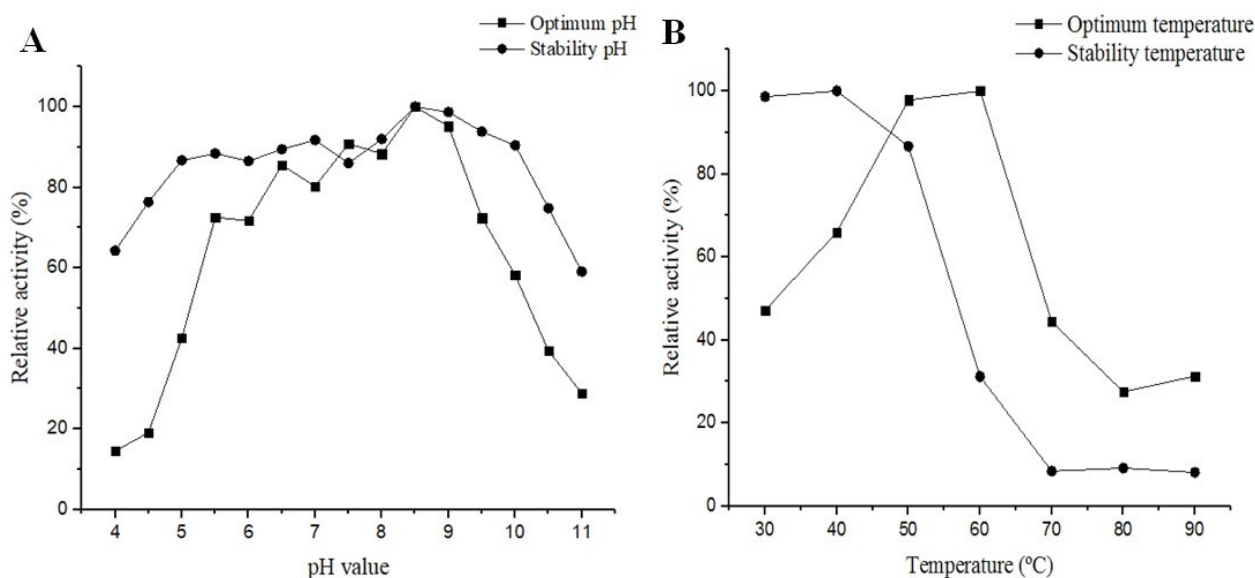 A
Optimum pH
Stability pH
100
80
60
40
20
0
Relative activity (%)
4 5 6 7 8 9 10 11
pH value
B
Optimum temperature
Stability temperature
100
80
60
40
20
0
Relative activity (%)
30 40 50 60 70 80 90
Temperature (ºC)